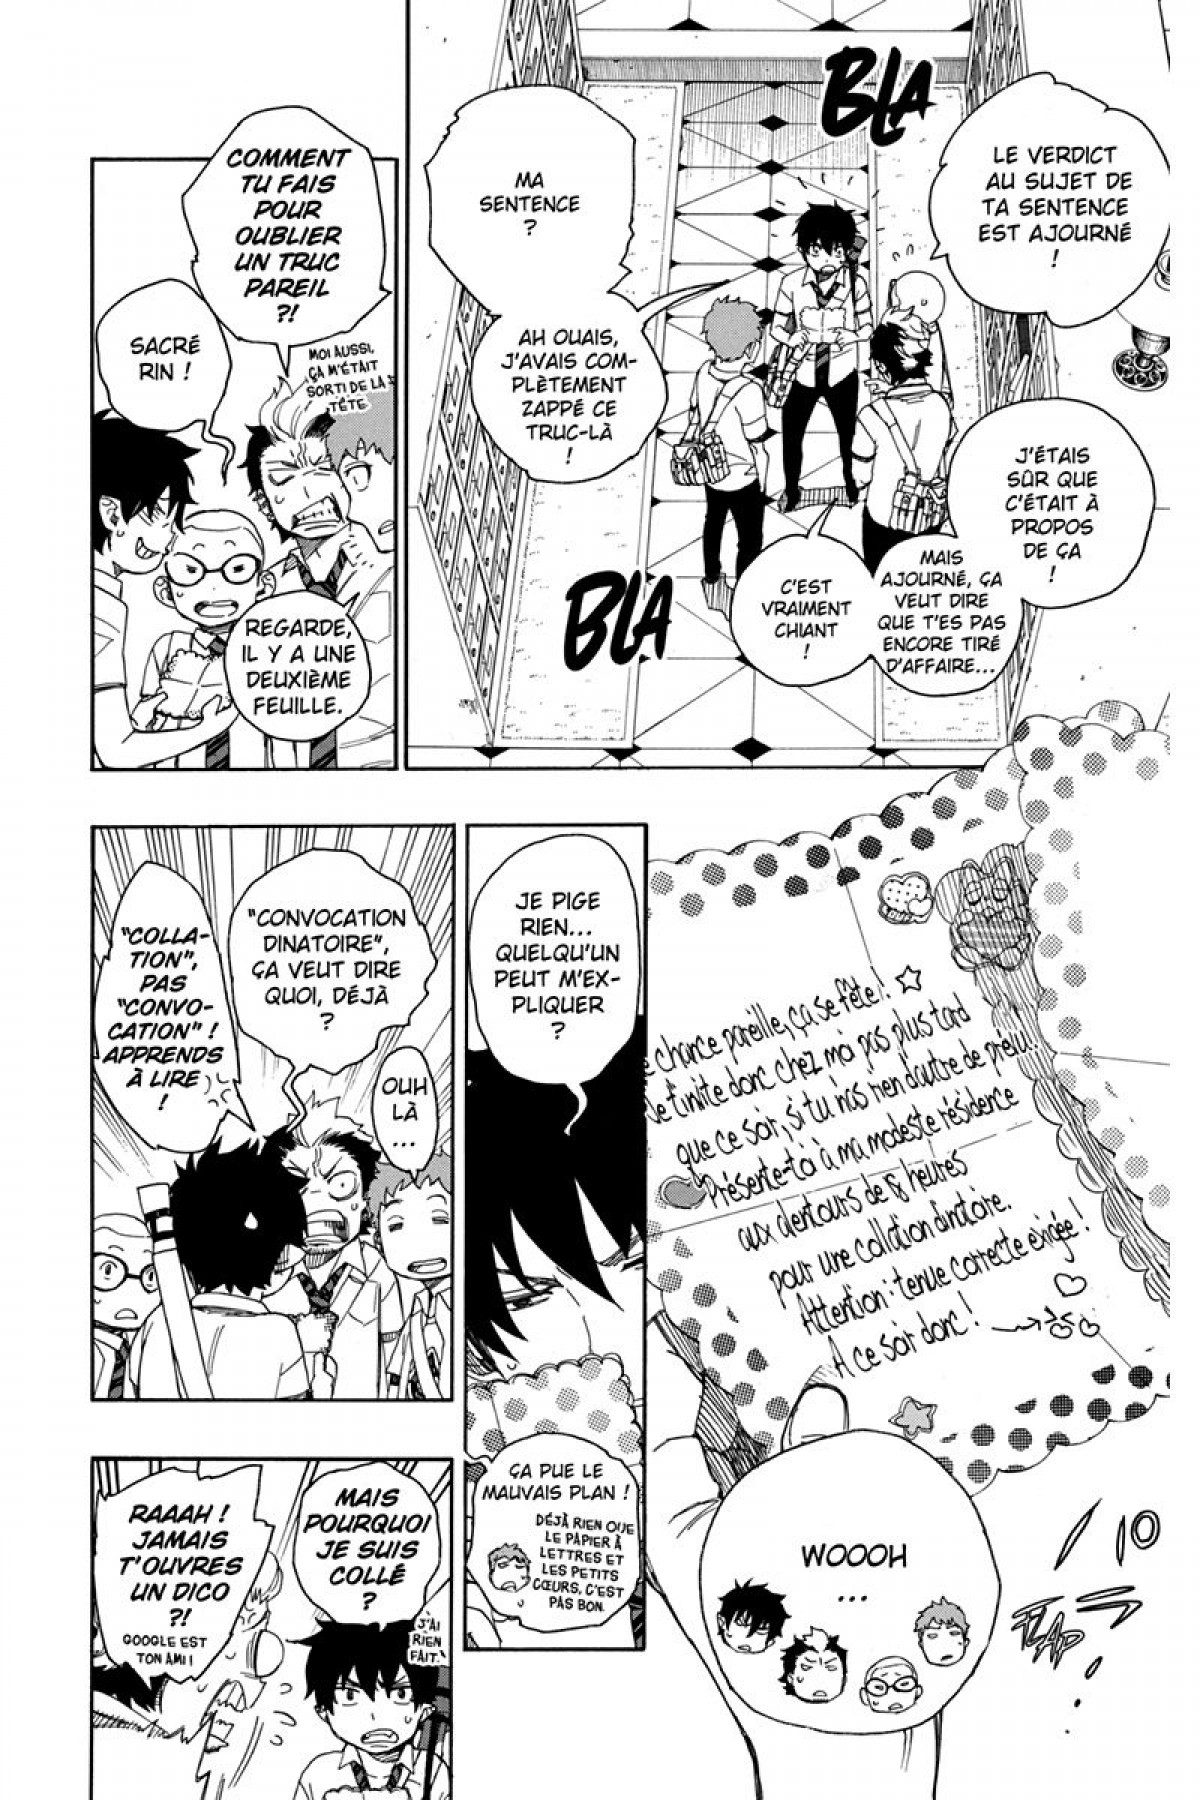 BLA
LE VERDICT
AU SUJET DE
TA SENTENCE
EST AJOURNÉ
!
MA
SENTENCE
?
AH OUAIS,
J'AVAIS COM-
PLÈTEMENT
ZAPPÉ CE
TRUC-LÀ
!
J'ÉTAIS
SÛR QUE
C'ÉTAIT À
PROPOS
DE ÇA
!
MAIS
AJOURNÉ, ÇA
VEUT DIRE
QUE T'ES PAS
ENCORE TIRÉ
D'AFFAIRE...
C'EST
VRAIMENT
CHIANT
!
BLA
COMMENT
TU FAIS
POUR
OUBLIER
UN TRUC
PAREIL
?!
MOI AUSSI,
ÇA M'ÉTAIT
SORTI DE LA
TÊTE
SACRÉ
RIN !
REGARDE,
IL Y A UNE
DEUXIÈME
FEUILLE.
e chance pareille, ça se fête !
Je t'invite donc chez moi pas plus tard
que ce soir, si tu n'as rien d'autre de prévu...
Présente-toi à ma modeste résidence
aux alentours de 18 heures
pour une collation dinatoire.
Attention : tenue correcte exigée !
A ce soir donc !
WOOOH
...
FLAP
JE PIGE
RIEN...
QUELQU'UN
PEUT M'EX-
PLIQUER
?
ÇA PUE LE
MAUVAIS PLAN !
DÉJÀ RIEN QUE
LE PAPIER À
LETTRES ET
LES PETITS
CŒURS, C'EST
PAS BON.
"CONVOCATION
DINATOIRE",
ÇA VEUT DIRE
QUOI, DÉJÀ
?
"COLLA-
TION",
PAS
"CONVO-
CATION" !
APPRENDS
À LIRE
!
OUH
LÀ
...
MAIS
POURQUOI
JE SUIS
COLLÉ
?
J'AI
RIEN
FAIT.
RAAAH !
JAMAIS
T'OUVRES
UN DICO
?!
GOOGLE EST
TON AMI !